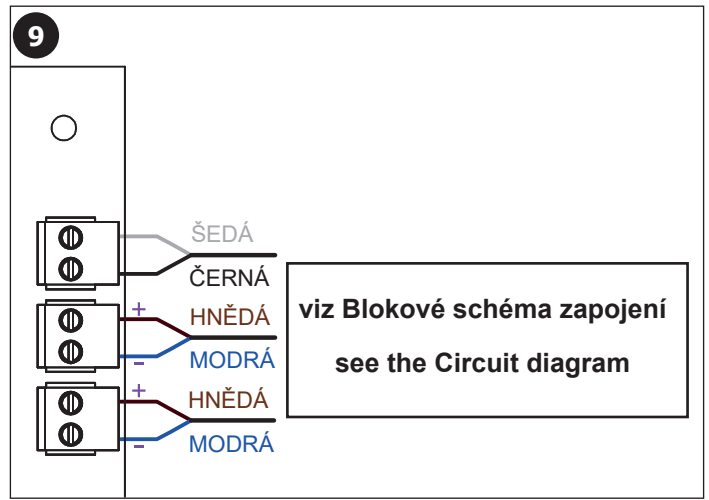 9
ŠEDÁ
ČERNÁ
+ HNĚDÁ
- MODRÁ
+ HNĚDÁ
- MODRÁ
viz Blokové schéma zapojení
see the Circuit diagram